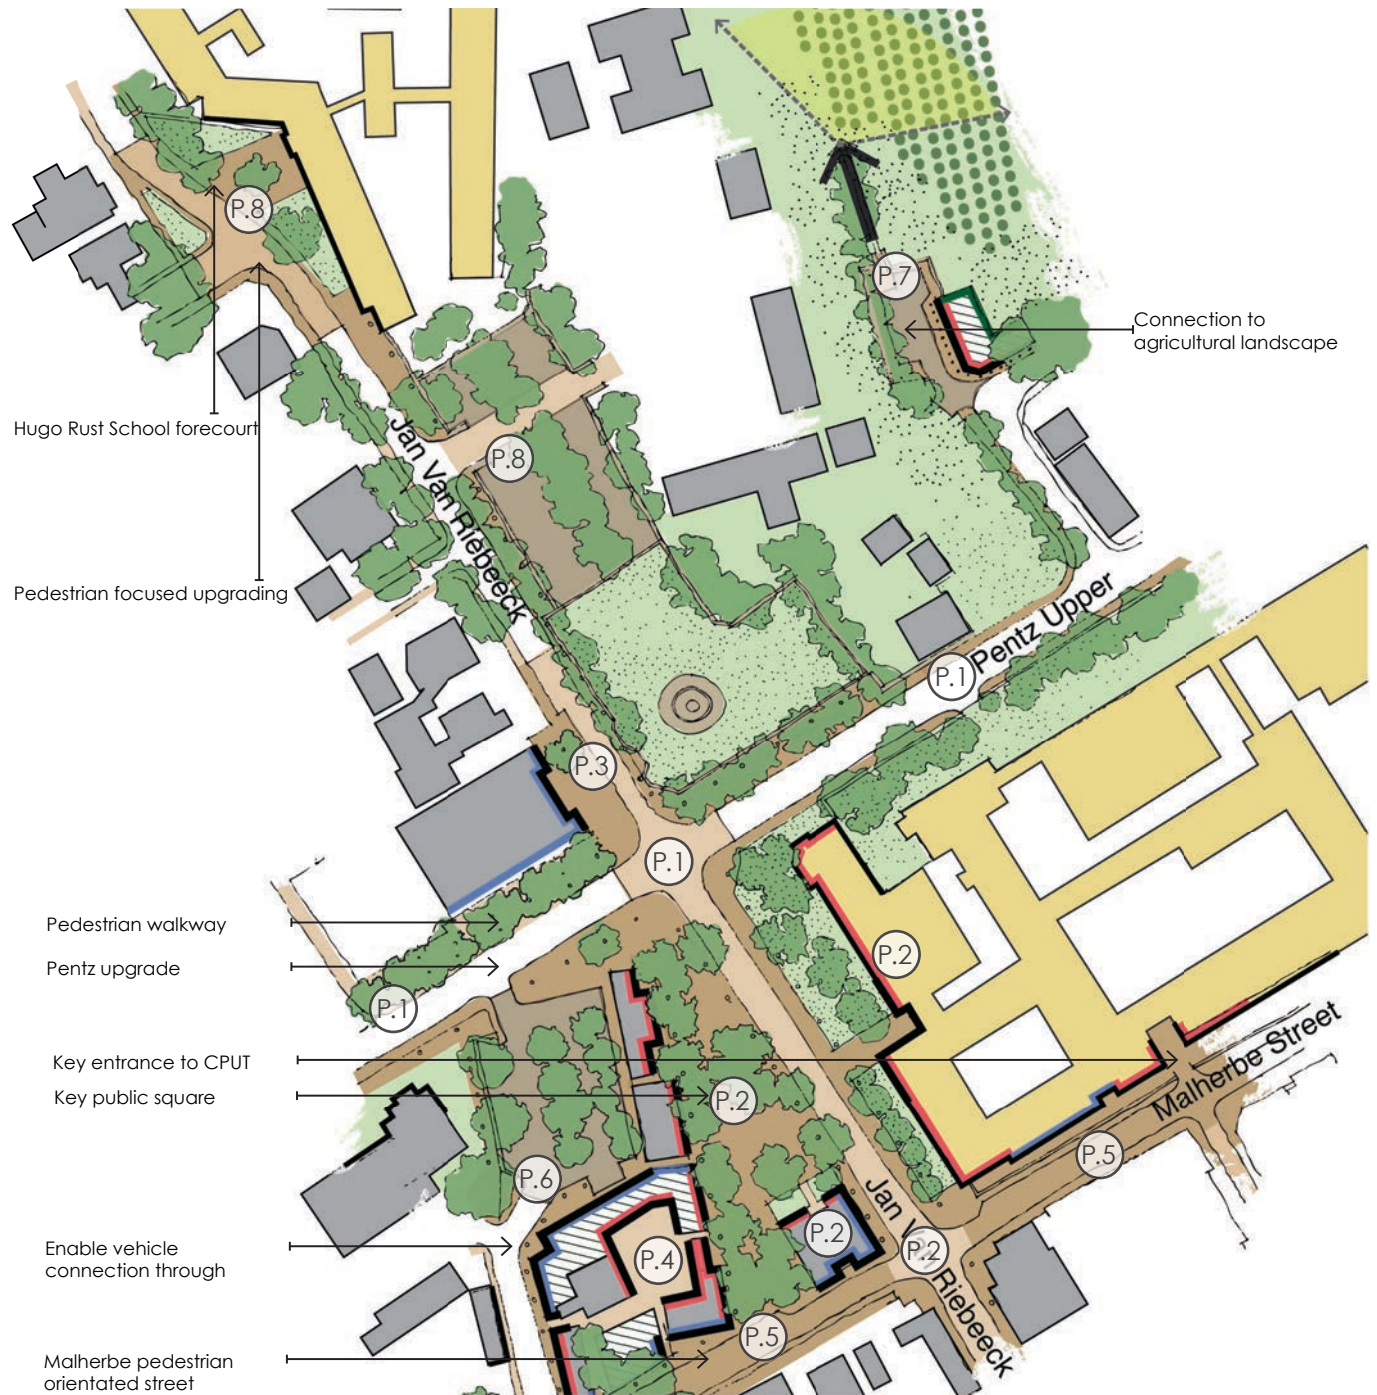 P.8
P.7
Connection to
agricultural landscape
Hugo Rust School forecourt
Jan Van Riebeeck
P.8
Pedestrian focused upgrading
Pentz Upper
P.1
P.3
P.1
Pedestrian walkway
P.2
Pentz upgrade
P.1
Key entrance to CPUT
Malherbe Street
Key public square
P.2
P.5
P.6
Jan Van Riebeeck
P.2
P.2
Enable vehicle
connection through
P.4
P.5
Malherbe pedestrian
orientated street